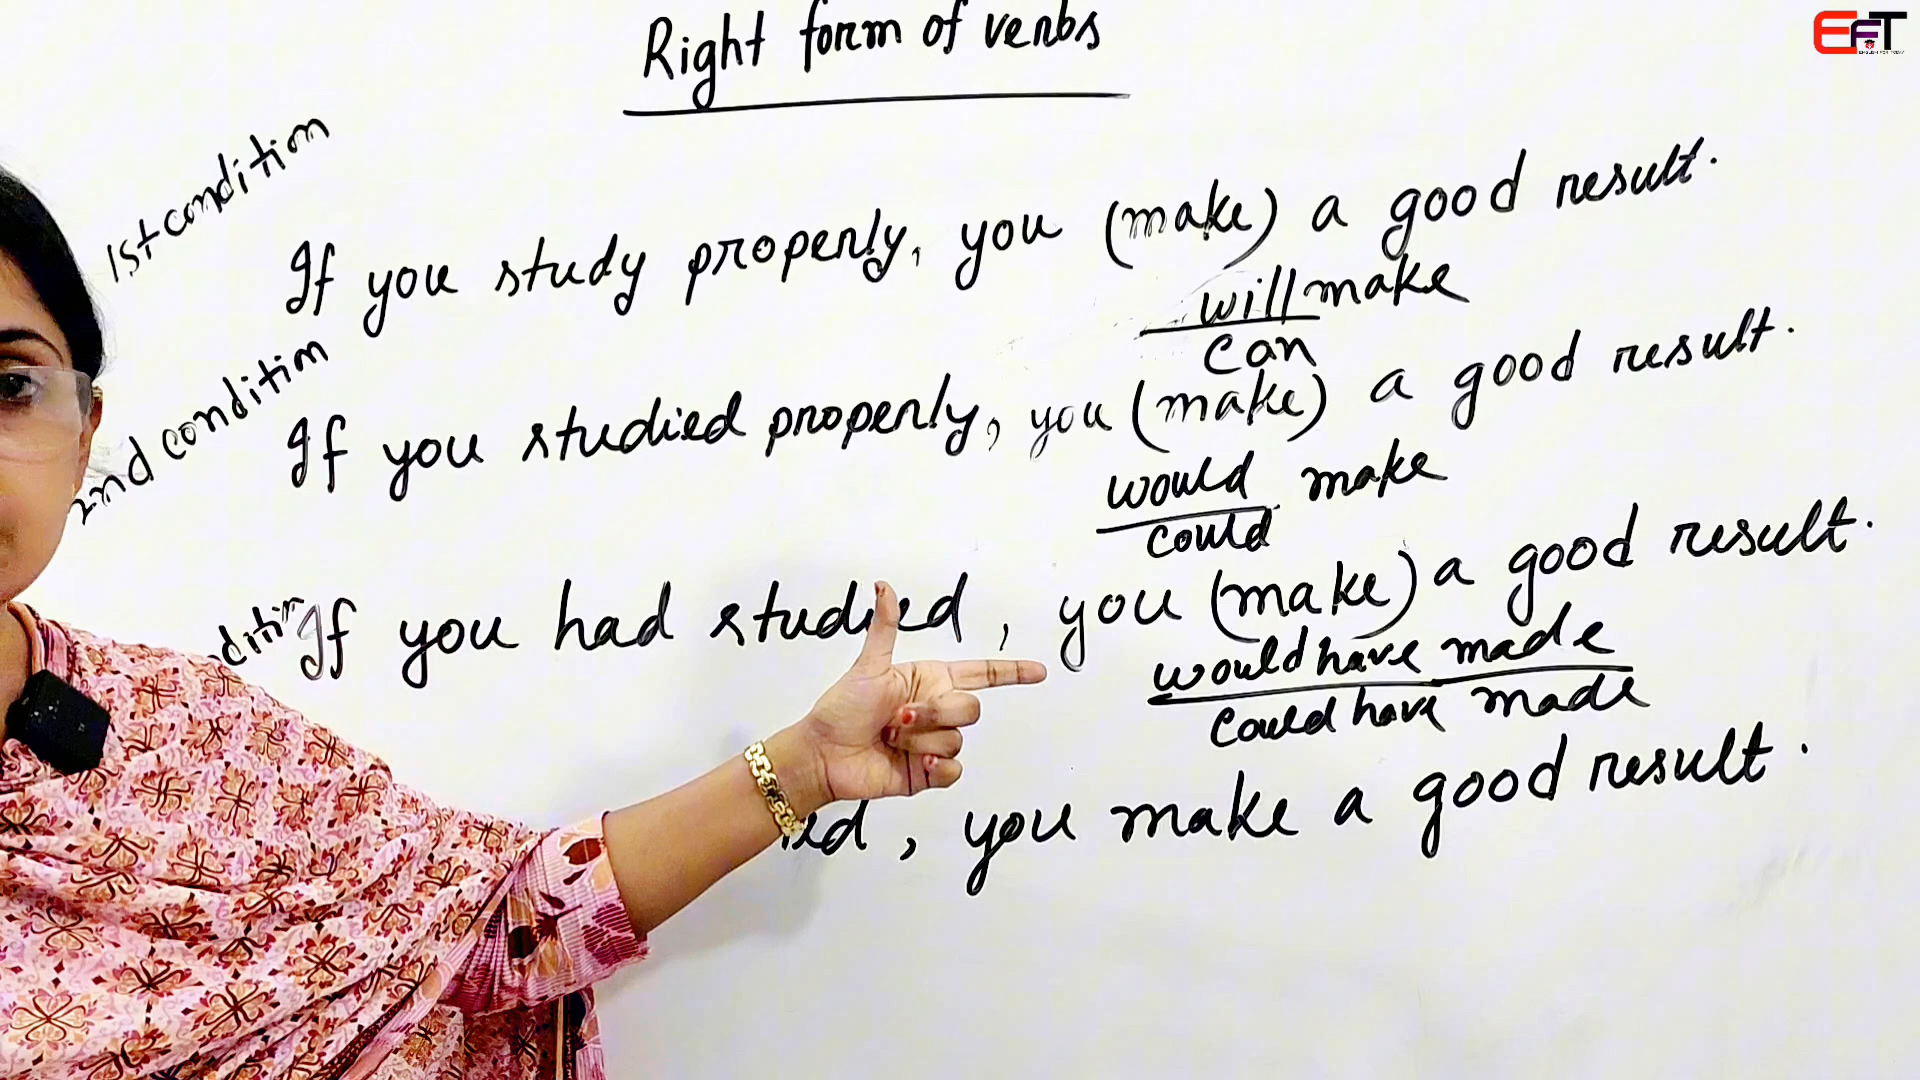 EFT
Right form of verbs
1st condition
If you study properly, you (make) a good result.
will make
can
2nd condition
If you studied properly, you (make) a good result.
would make
could
If you had studied, you (make) a good result.
would have made
could have made
, you make a good result.